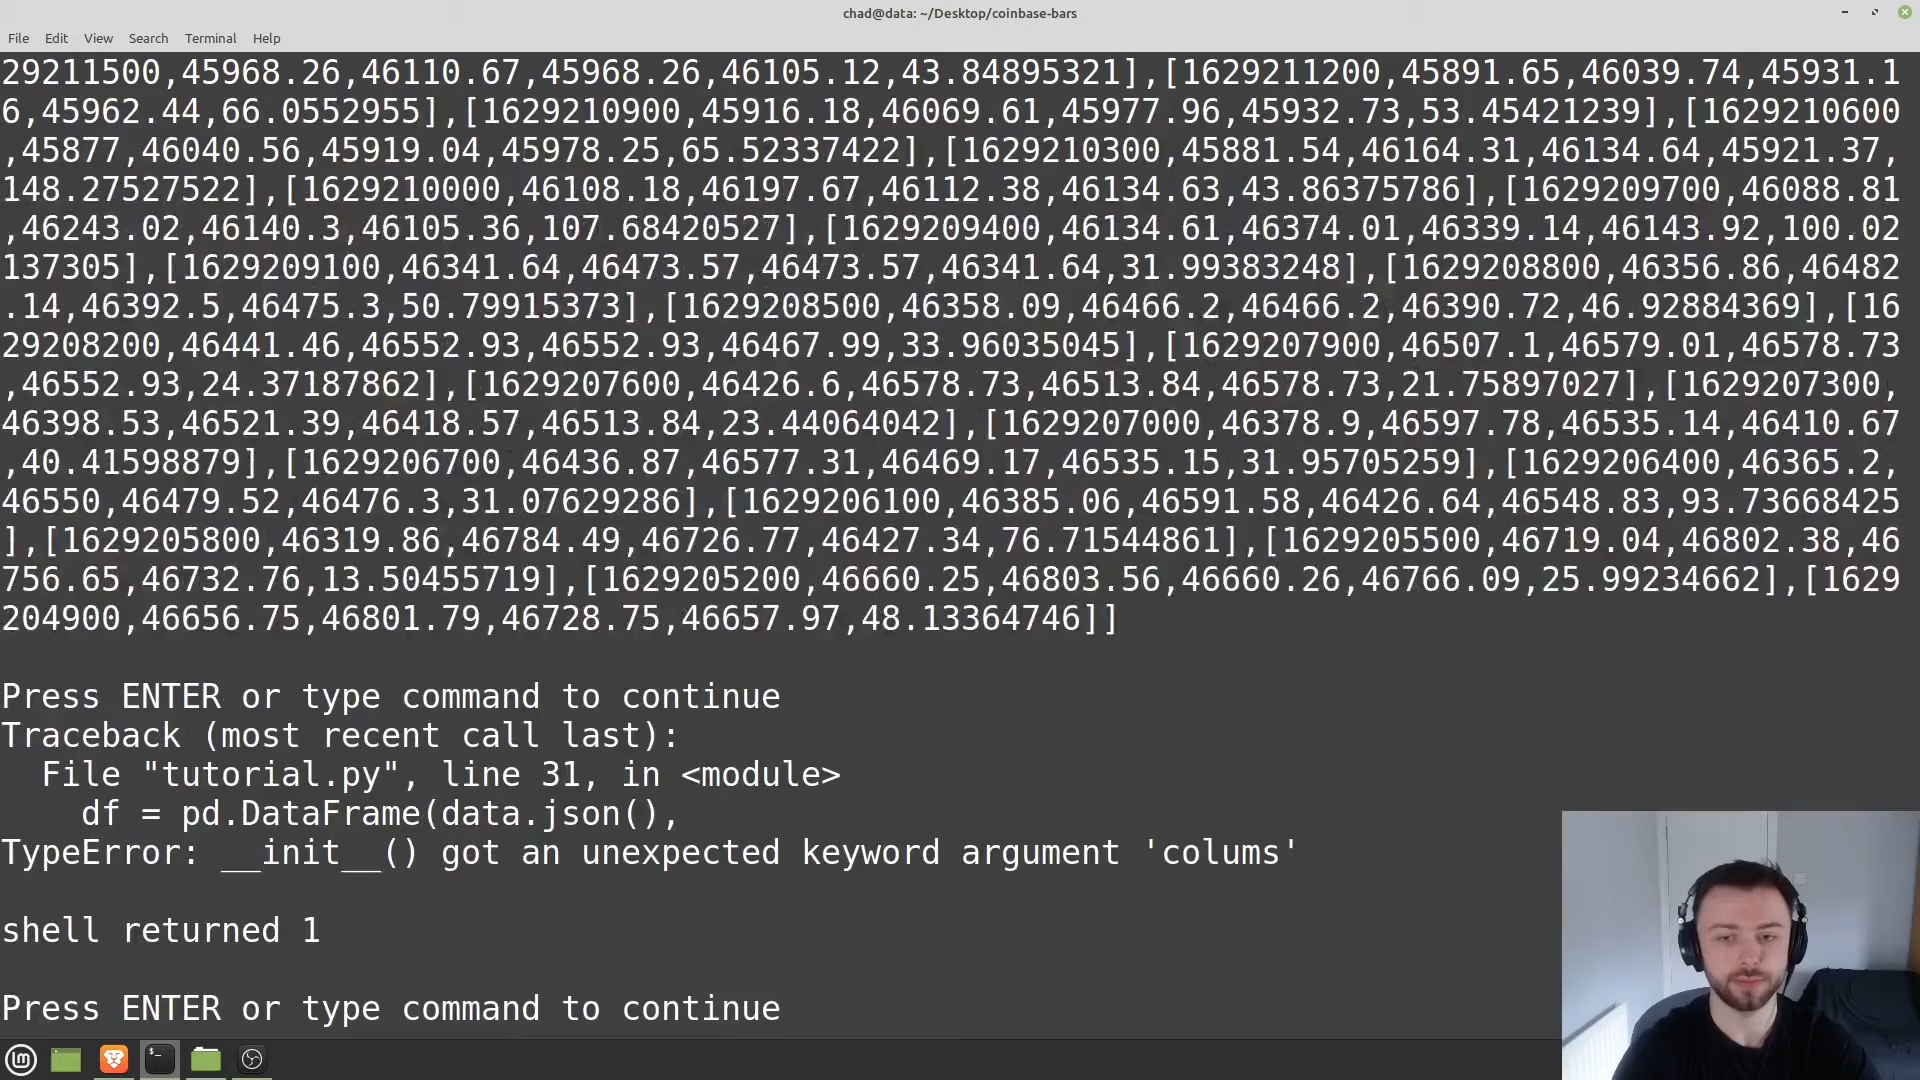 chad@data: ~/Desktop/coinbase-bars
File Edit View Search Terminal Help
29211500,45968.26,46110.67,45968.26,46105.12,43.84895321],[1629211200,45891.65,46039.74,45931.1
6,45962.44,66.0552955],[1629210900,45916.18,46069.61,45977.96,45932.73,53.45421239],[1629210600
,45877,46040.56,45919.04,45978.25,65.52337422],[1629210300,45881.54,46164.31,46134.64,45921.37,
148.27527522],[1629210000,46108.18,46197.67,46112.38,46134.63,43.86375786],[1629209700,46088.81
,46243.02,46140.3,46105.36,107.68420527],[1629209400,46134.61,46374.01,46339.14,46143.92,100.02
137305],[1629209100,46341.64,46473.57,46473.57,46341.64,31.99383248],[1629208800,46356.86,46482
.14,46392.5,46475.3,50.79915373],[1629208500,46358.09,46466.2,46466.2,46390.72,46.92884369],[16
29208200,46441.46,46552.93,46552.93,46467.99,33.96035045],[1629207900,46507.1,46579.01,46578.73
,46552.93,24.37187862],[1629207600,46426.6,46578.73,46513.84,46578.73,21.75897027],[1629207300,
46398.53,46521.39,46418.57,46513.84,23.44064042],[1629207000,46378.9,46597.78,46535.14,46410.67
,40.41598879],[1629206700,46436.87,46577.31,46469.17,46535.15,31.95705259],[1629206400,46365.2,
46550,46479.52,46476.3,31.07629286],[1629206100,46385.06,46591.58,46426.64,46548.83,93.73668425
],[1629205800,46319.86,46784.49,46726.77,46427.34,76.71544861],[1629205500,46719.04,46802.38,46
756.65,46732.76,13.50455719],[1629205200,46660.25,46803.56,46660.26,46766.09,25.99234662],[1629
204900,46656.75,46801.79,46728.75,46657.97,48.13364746]]
Press ENTER or type command to continue
Traceback (most recent call last):
File "tutorial.py", line 31, in <module>
df = pd.DataFrame(data.json(),
TypeError: __init__() got an unexpected keyword argument 'colums'
shell returned 1
Press ENTER or type command to continue